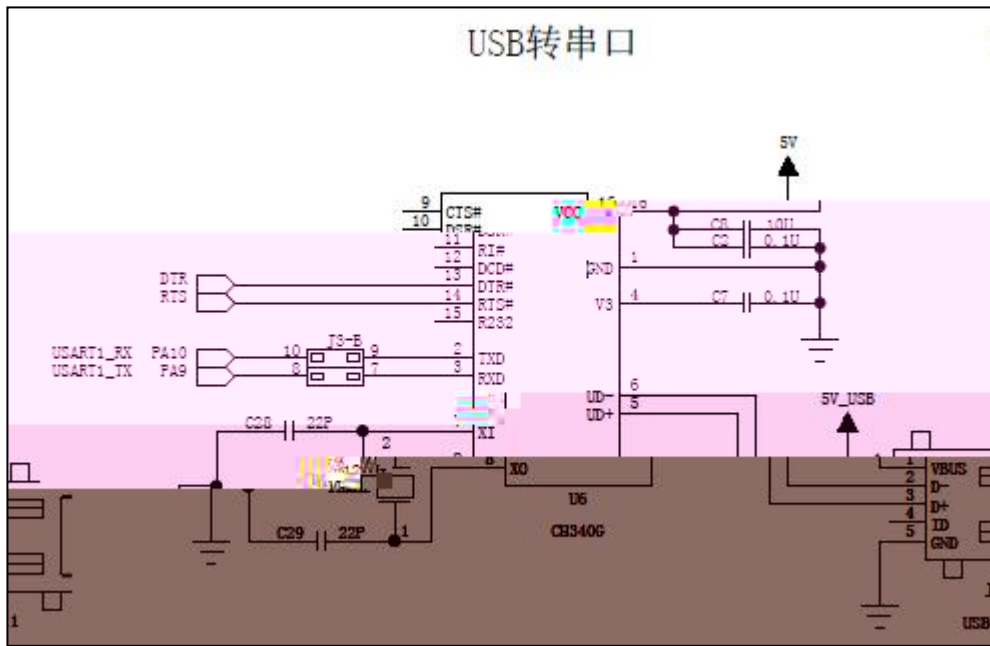 USB转串口
5V
9 CTS# VCC
10
C8 10U
11 C2 0.1U
12 RI#
13 DCD# GND 1
DTR DTR#
RTS 14 RTS# V3 4 C7 0.1U
15 R232
J3-B
USART1_RX PA10 10 9 2 TXD
USART1_TX PA9 8 7 3 RXD
UD- 6
UD+ 5 5V_USB
C28 22P XI
2
8 XO 1 VBUS
2 D-
U6 3 D+
C29 22P 1 CH340G 4 ID
5 GND
1 USB